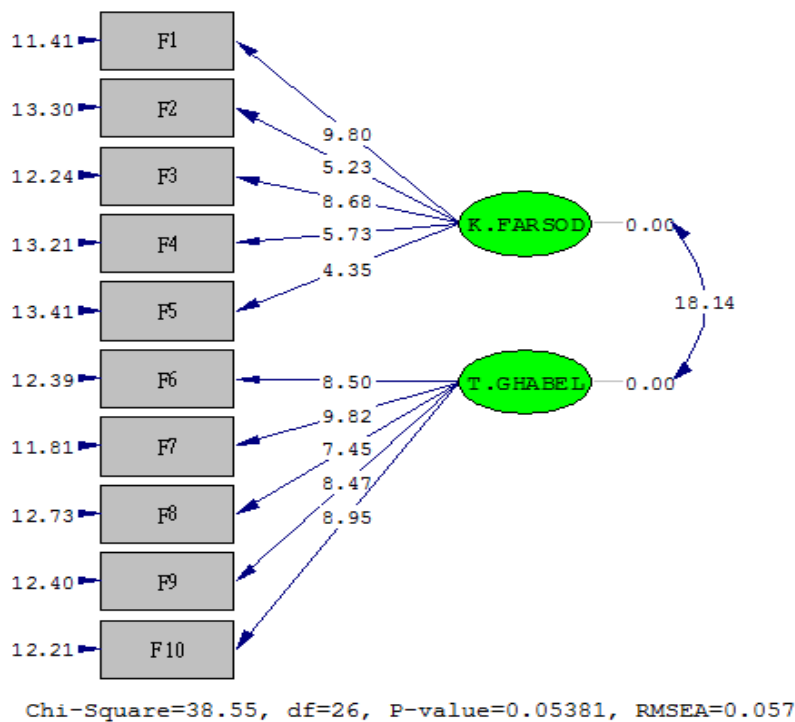 11.41 F1
9.80
13.30 F2
5.23
12.24 F3
8.68
K.FARSOD 0.00
13.21 F4
5.73
4.35
18.14
13.41 F5
12.39 F6
8.50
T.GHABEL 0.00
9.82
11.81 F7
7.45
8.47
12.73 F8
8.95
12.40 F9
12.21 F10
Chi-Square=38.55, df=26, P-value=0.05381, RMSEA=0.057